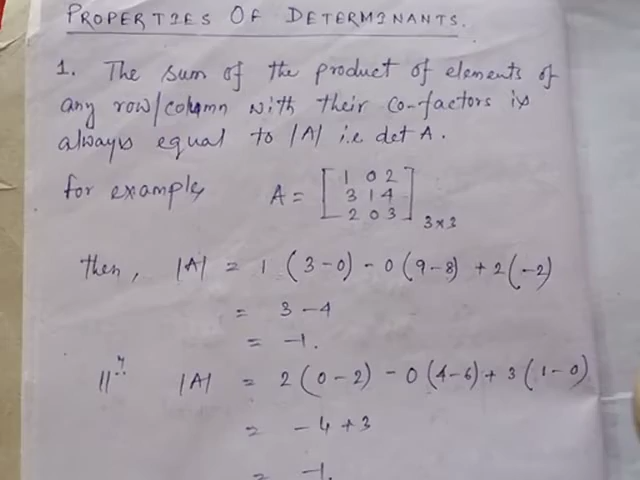 PROPERTIES OF DETERMINANTS.
1. The sum of the product of elements of
any row/column with their co-factors is
always equal to |A| i.e det A.
for example, A = [1 0 2
3 1 4
2 0 3] 3×3
then, |A| = 1 (3-0) - 0 (9-8) + 2 (-2)
= 3 - 4
= -1.
||ly |A| = 2 (0-2) - 0 (4-6) + 3 (1-0)
= -4 + 3
= -1.